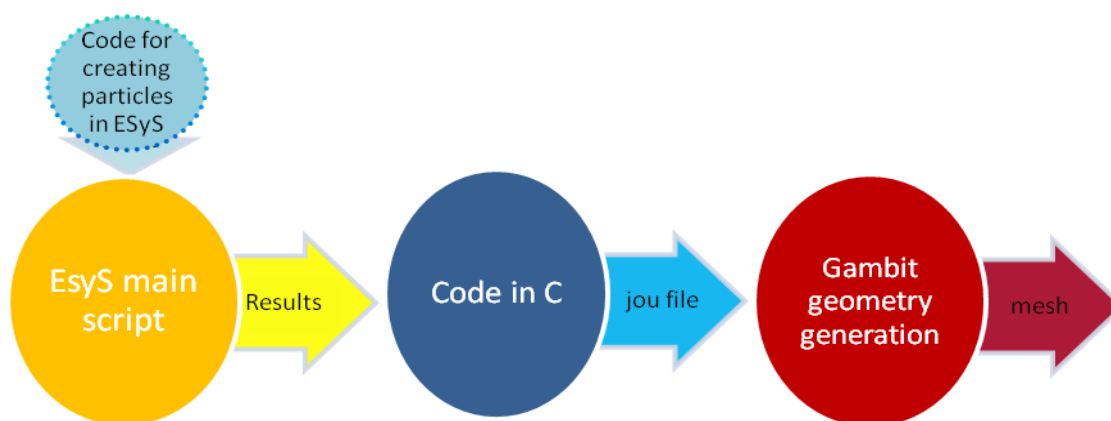 Code for
creating
particles
in ESyS
EsyS main
script
Results
Code in C
jou file
Gambit
geometry
generation
mesh